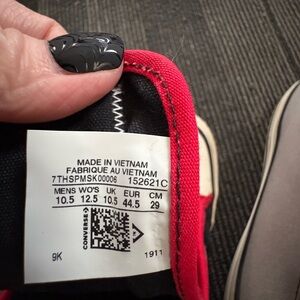 MADE IN VIETNAM
FABRIQUE AU VIETNAM
7THSPMSK00006 152621C
MENS WO'S UK EUR CM
10.5 12.5 10.5 44.5 29
CONVERSE
9K 1911